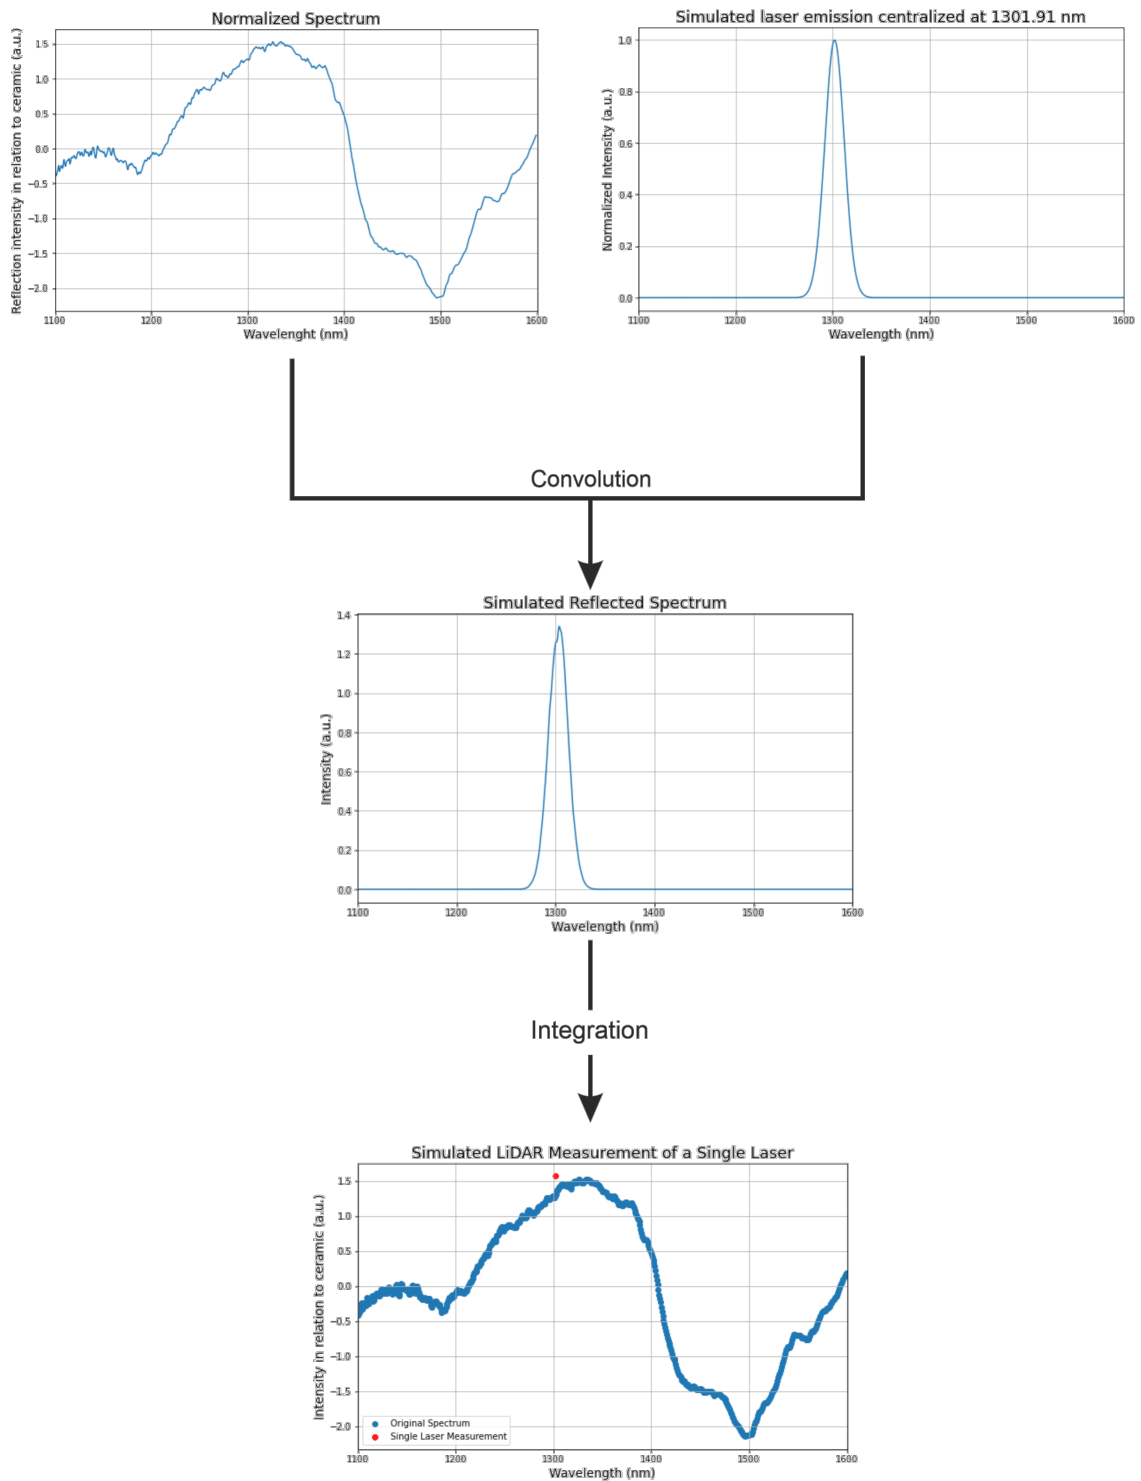 Normalized Spectrum
Reflection intensity in relation to ceramic (a.u.)
1.5
1.0
0.5
0.0
−0.5
−1.0
−1.5
−2.0
1100 1200 1300 1400 1500 1600
Wavelenght (nm)
Simulated laser emission centralized at 1301.91 nm
Normalized Intensity (a.u.)
1.0
0.8
0.6
0.4
0.2
0.0
1100 1200 1300 1400 1500 1600
Wavelength (nm)
Convolution
Simulated Reflected Spectrum
Intensity (a.u.)
1.4
1.2
1.0
0.8
0.6
0.4
0.2
0.0
1100 1200 1300 1400 1500 1600
Wavelength (nm)
Integration
Simulated LiDAR Measurement of a Single Laser
Intensity in relation to ceramic (a.u.)
1.5
1.0
0.5
0.0
−0.5
−1.0
−1.5
−2.0
Original Spectrum
Single Laser Measurement
1100 1200 1300 1400 1500 1600
Wavelength (nm)